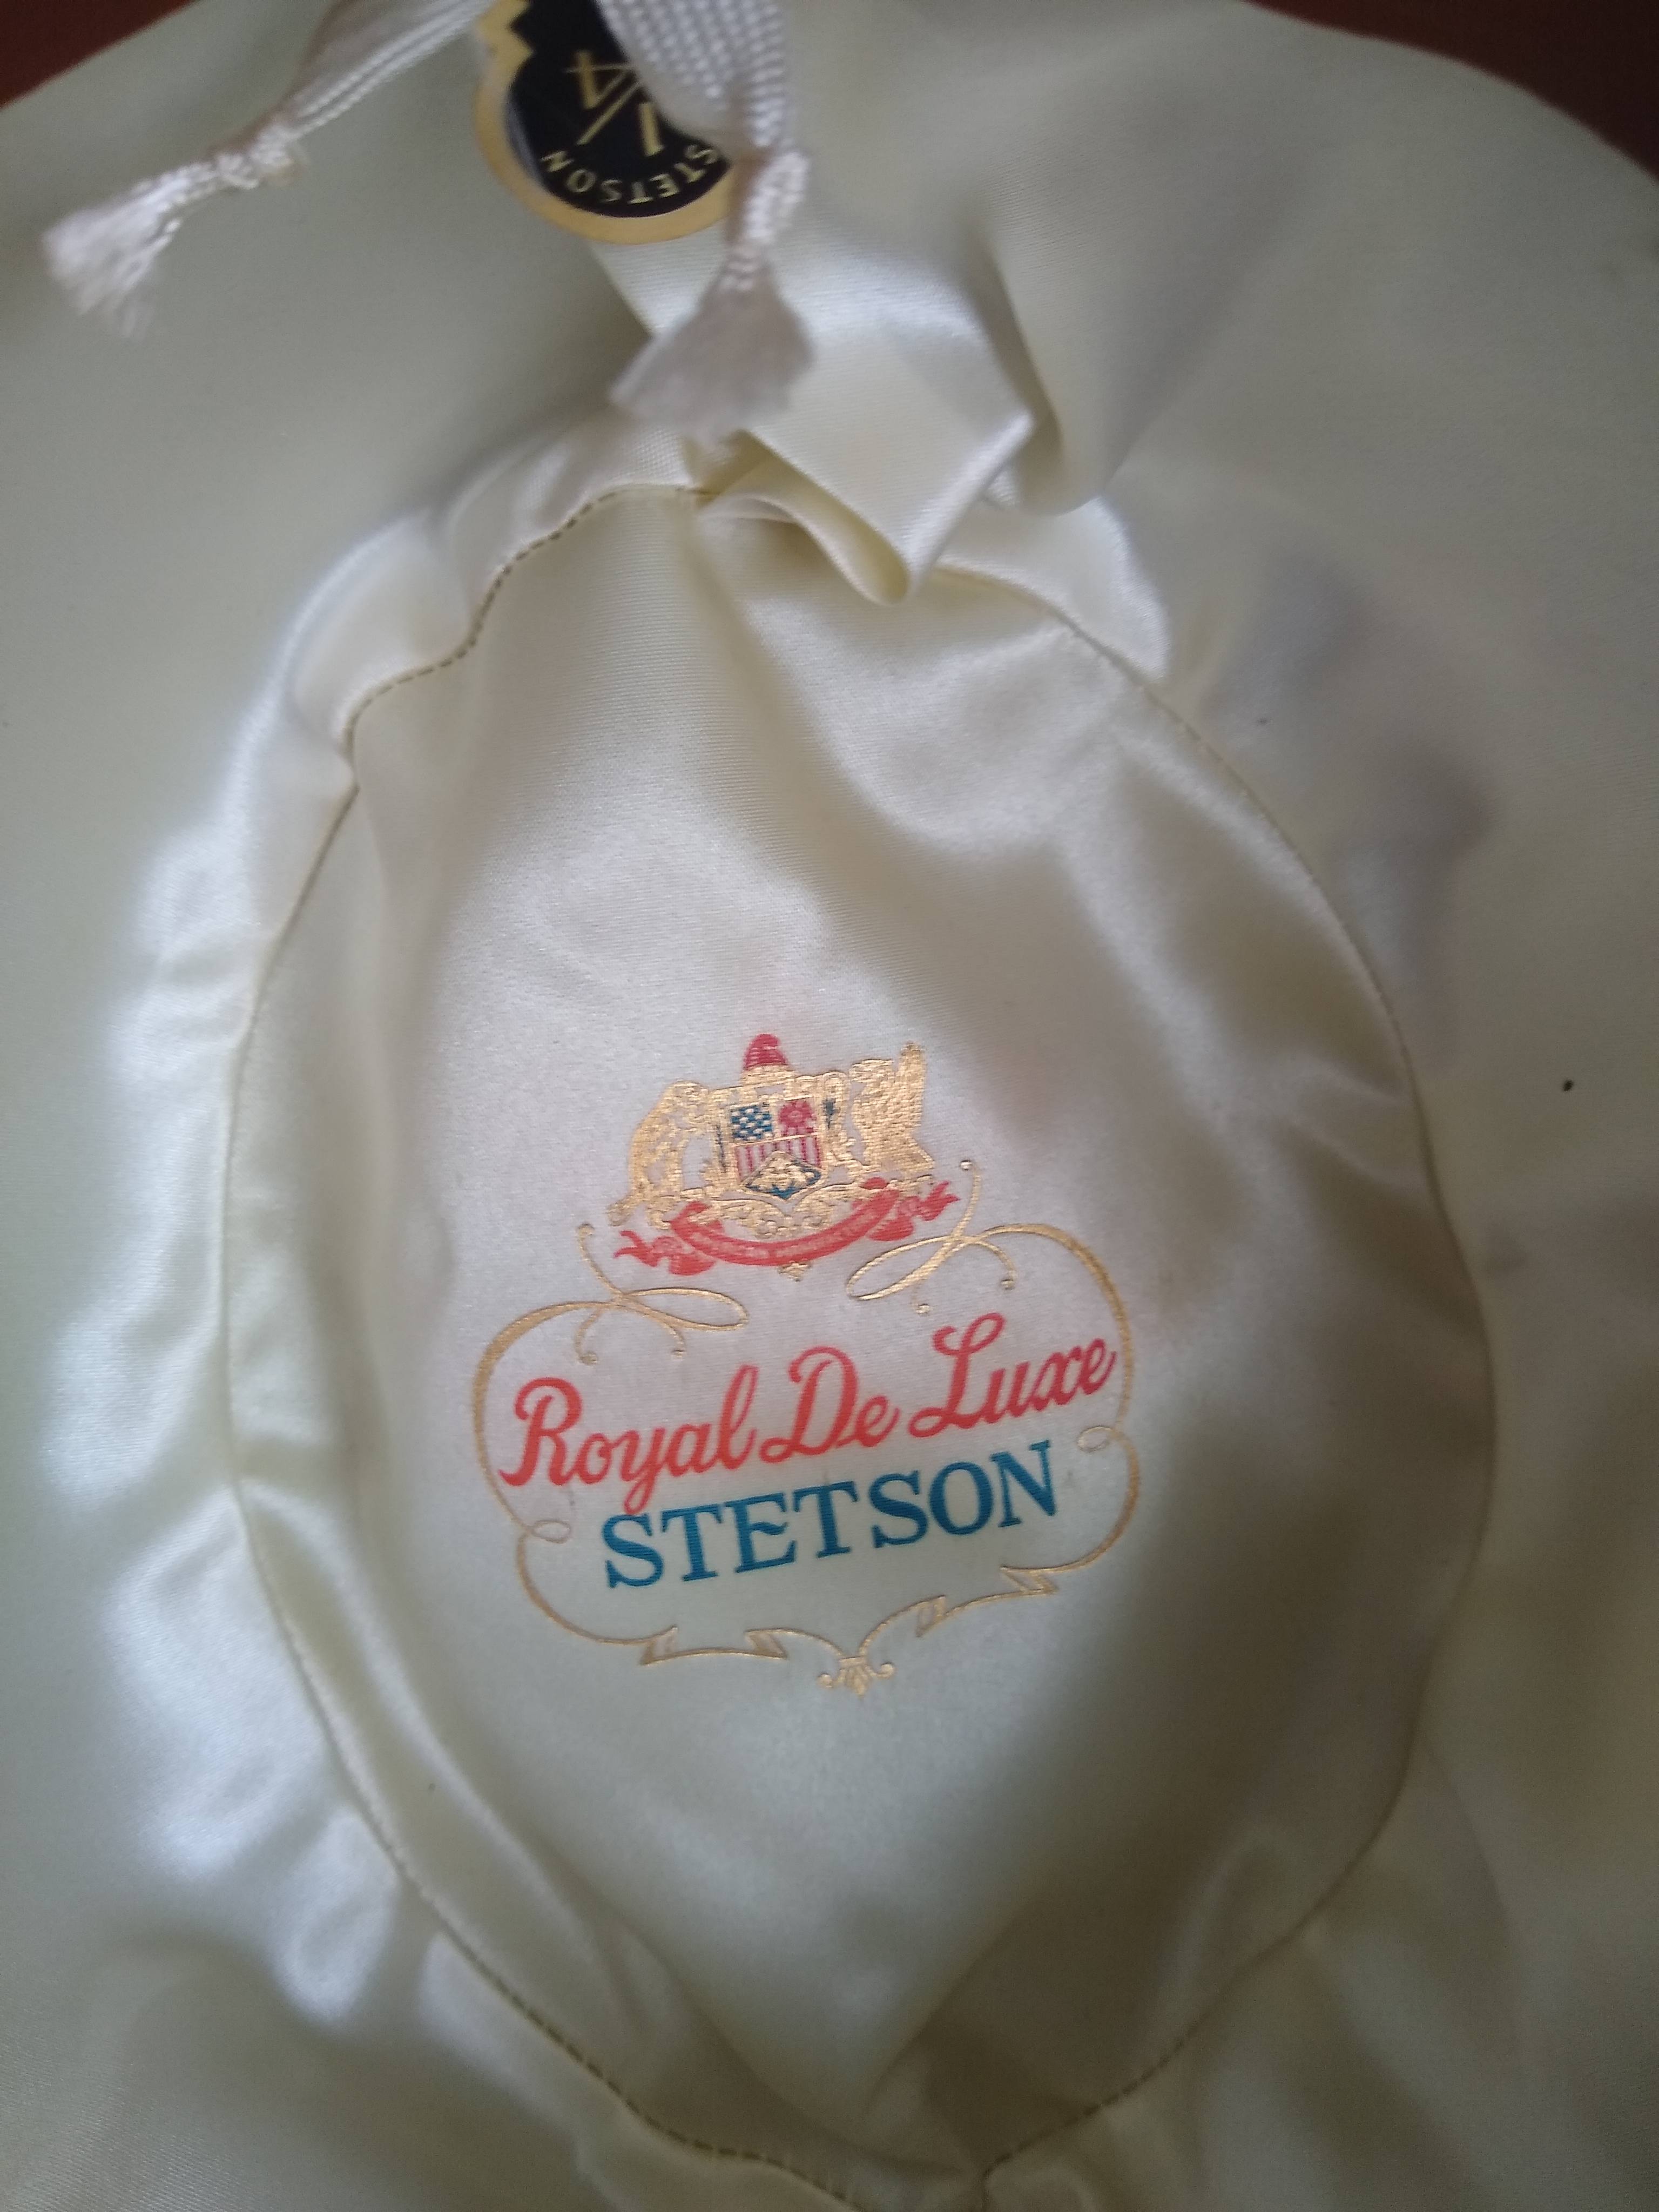 1/4
STETSON
Royal De Luxe
STETSON